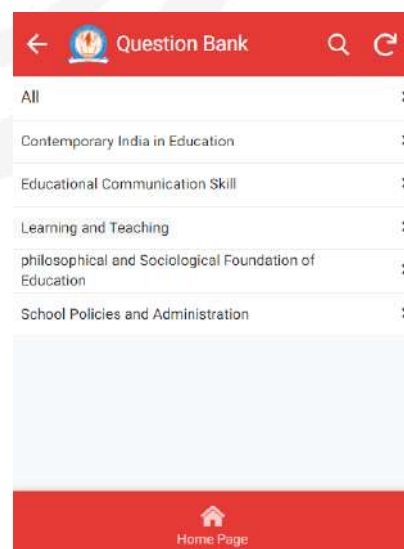 Question Bank
All
Contemporary India in Education
Educational Communication Skill
Learning and Teaching
philosophical and Sociological Foundation of
Education
School Policies and Administration
Home Page